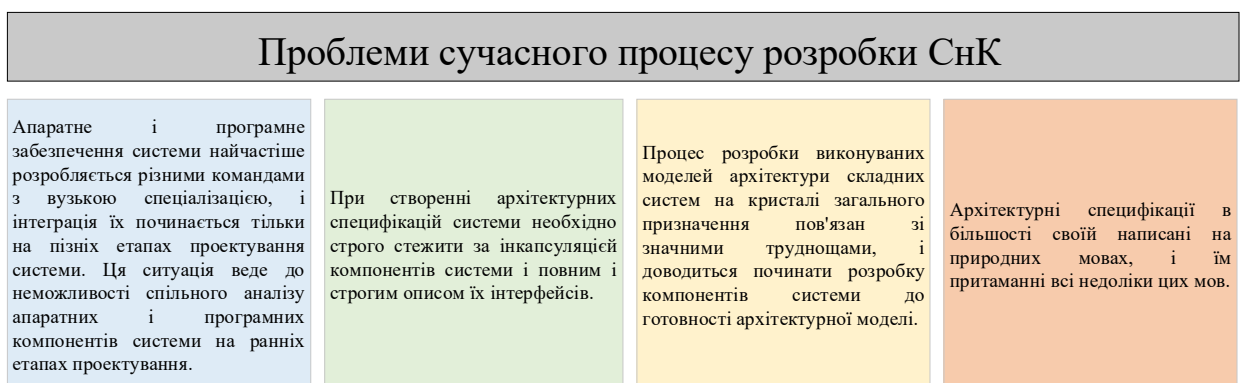 Проблеми сучасного процесу розробки СнК
Апаратне і програмне
забезпечення системи найчастіше
розробляється різними командами
з вузькою спеціалізацією, і
інтеграція їх починається тільки
на пізніх етапах проектування
системи. Ця ситуація веде до
неможливості спільного аналізу
апаратних і програмних
компонентів системи на ранніх
етапах проектування.
При створенні архітектурних
специфікацій системи необхідно
строго стежити за інкапсуляцією
компонентів системи і повним і
строгим описом їх інтерфейсів.
Процес розробки виконуваних
моделей архітектури складних
систем на кристалі загального
призначення пов'язан зі
значними труднощами, і
доводиться починати розробку
компонентів системи до
готовності архітектурної моделі.
Архітектурні специфікації в
більшості своїй написані на
природних мовах, і їм
притаманні всі недоліки цих мов.